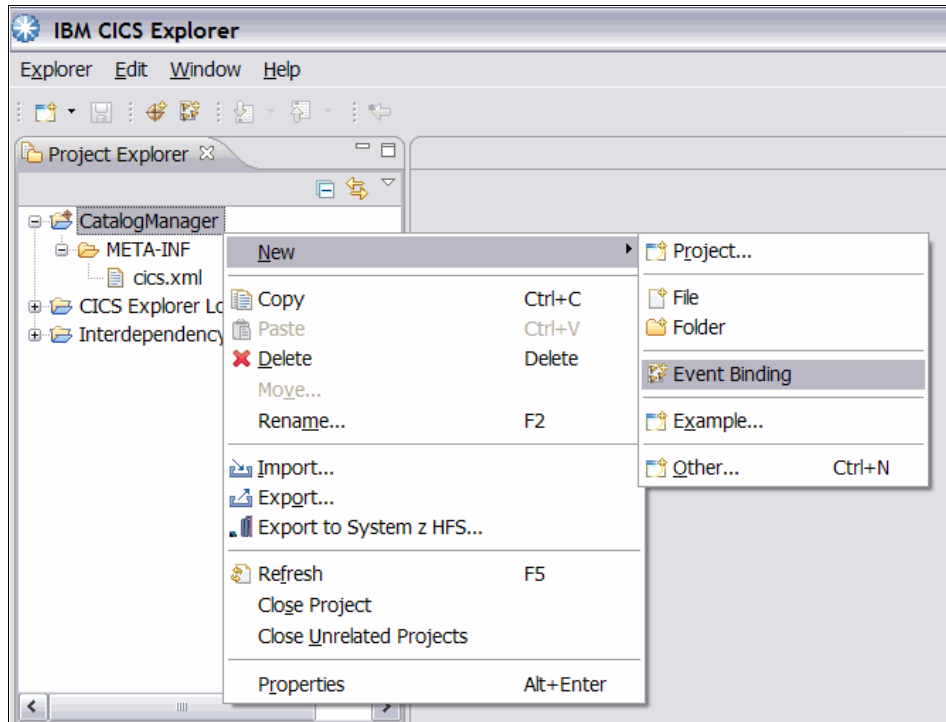 IBM CICS Explorer
Explorer Edit Window Help
Project Explorer
CatalogManager
META-INF
cics.xml
CICS Explorer Lo
Interdependency
New
Copy Ctrl+C
Paste Ctrl+V
Delete Delete
Move...
Rename... F2
Import...
Export...
Export to System z HFS...
Refresh F5
Close Project
Close Unrelated Projects
Properties Alt+Enter
Project...
File
Folder
Event Binding
Example...
Other... Ctrl+N